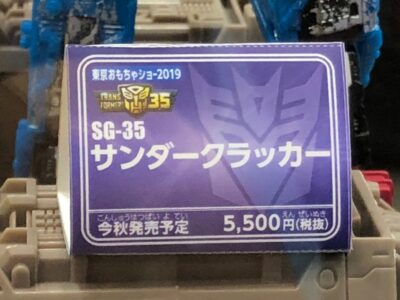 東京おもちゃショー2019
TRANSFORMERS 35
SG-35
サンダークラッカー
こんしゅうはつばいよてい えん ぜいぬき
今秋発売予定 5,500円(税抜)